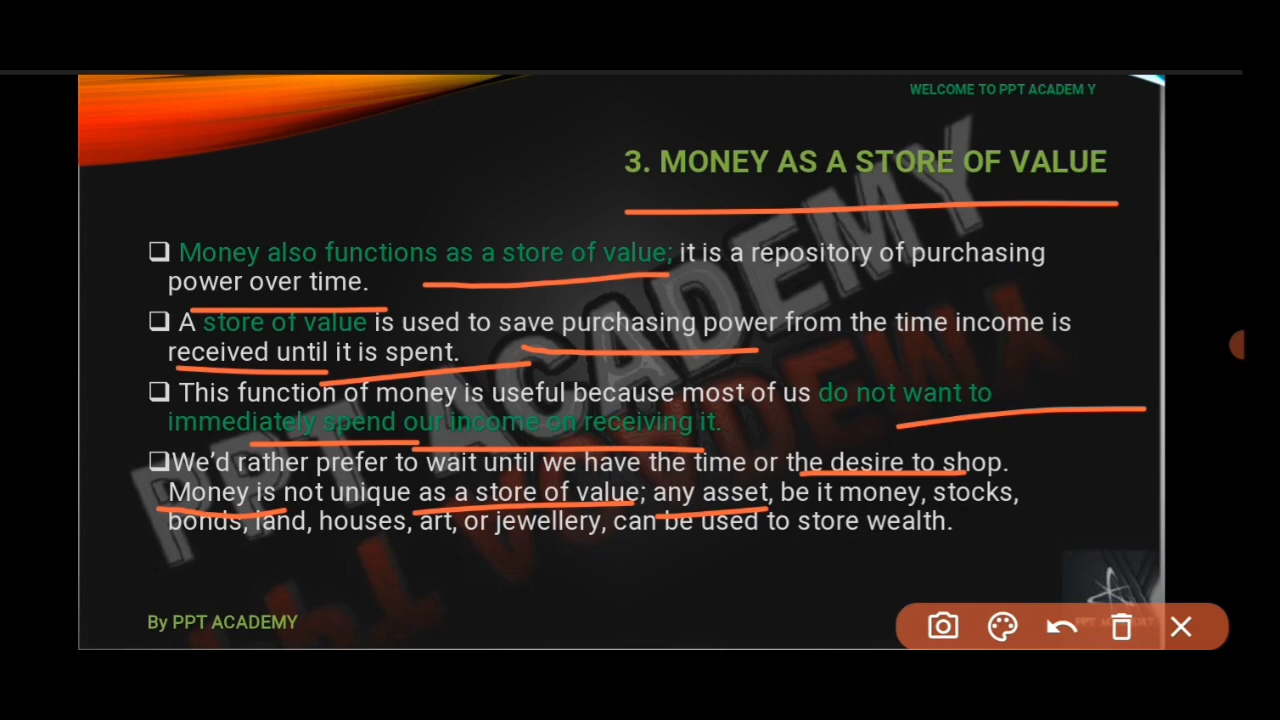 WELCOME TO PPT ACADEM Y
3. MONEY AS A STORE OF VALUE
❑ Money also functions as a store of value; it is a repository of purchasing
power over time.
❑ A store of value is used to save purchasing power from the time income is
received until it is spent.
❑ This function of money is useful because most of us do not want to
immediately spend our income on receiving it.
❑We’d rather prefer to wait until we have the time or the desire to shop.
Money is not unique as a store of value; any asset, be it money, stocks,
bonds, land, houses, art, or jewellery, can be used to store wealth.
PPT ACADEMY
By PPT ACADEMY